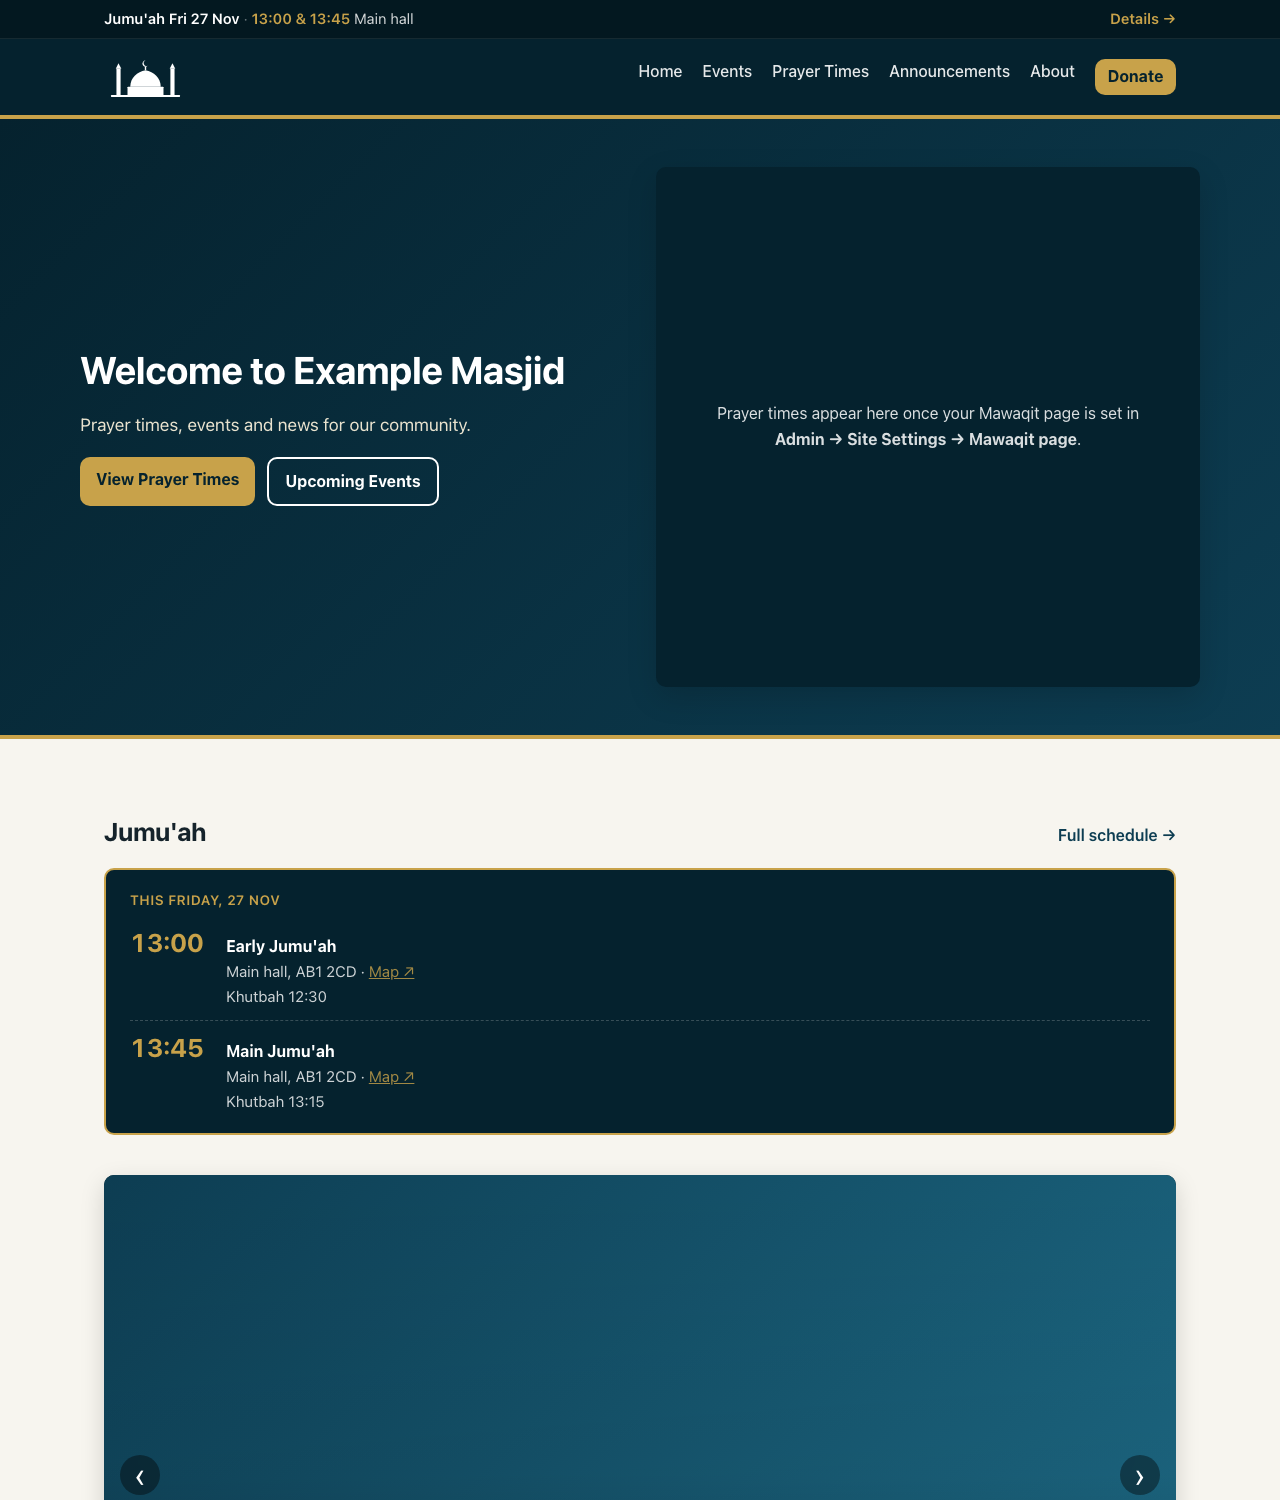 Jumu'ah Fri 27 Nov · 13:00 & 13:45 Main hall
Details →
Home Events Prayer Times Announcements About Donate
Welcome to Example Masjid
Prayer times, events and news for our community.
View Prayer Times
Upcoming Events
Prayer times appear here once your Mawaqit page is set in
Admin → Site Settings → Mawaqit page.
Jumu'ah
Full schedule →
THIS FRIDAY, 27 NOV
13:00
Early Jumu'ah
Main hall, AB1 2CD · Map ↗
Khutbah 12:30
13:45
Main Jumu'ah
Main hall, AB1 2CD · Map ↗
Khutbah 13:15
‹
›